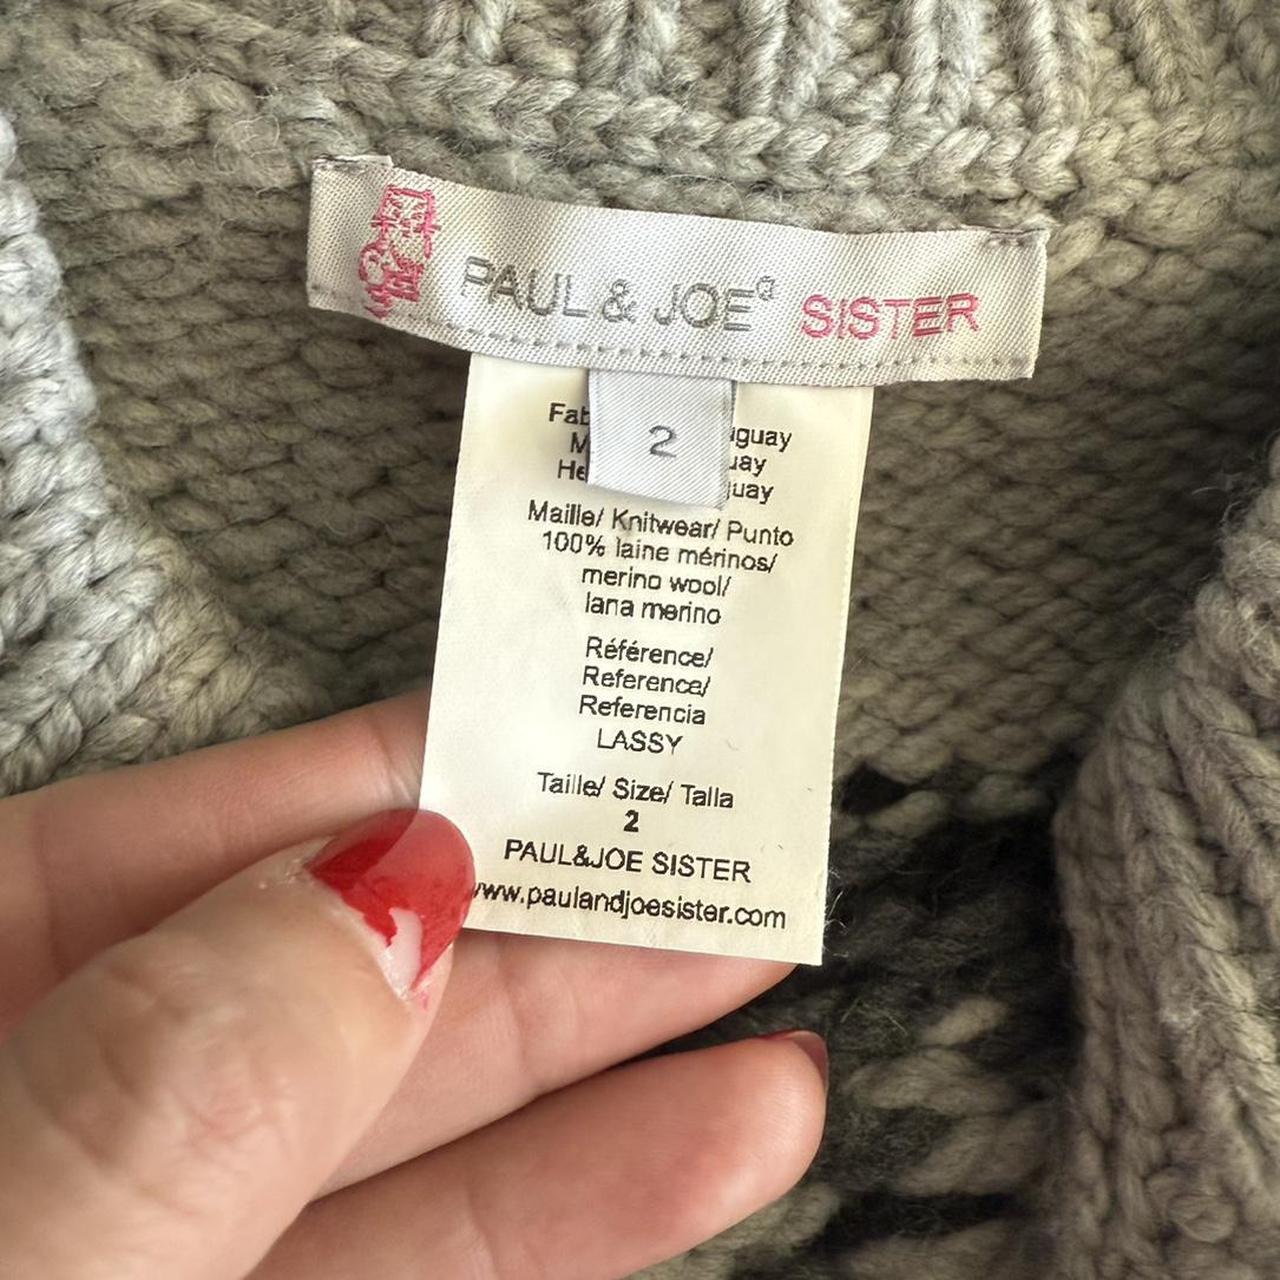 PAUL & JOE SISTER
2
Maille/ Knitwear/ Punto
100% laine mérinos/
merino wool/
lana merino
Référence/
Reference/
Referencia
LASSY
Taille/ Size/ Talla
2
PAUL&JOE SISTER
www.paulandjoesister.com